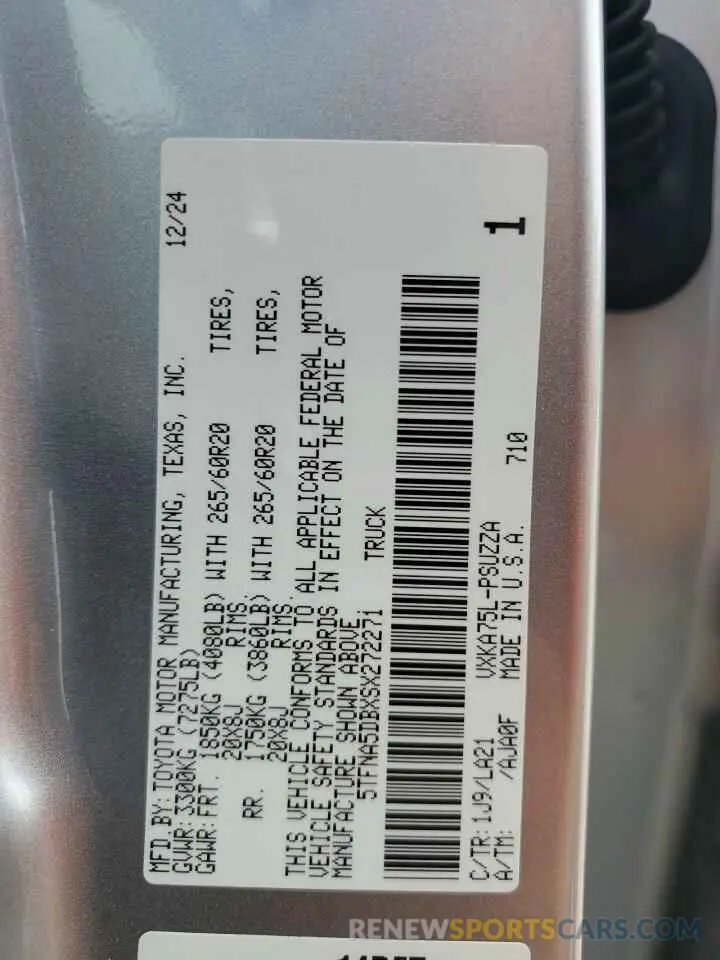 MFD.BY:TOYOTA MOTOR MANUFACTURING, TEXAS, INC. 12/24
GVWR:3300KG (7275LB)
GAWR:FRT. 1850KG (4080LB) WITH 265/60R20 TIRES,
20X8J RIMS.
RR. 1750KG (3860LB) WITH 265/60R20 TIRES,
20X8J RIMS.
THIS VEHICLE CONFORMS TO ALL APPLICABLE FEDERAL MOTOR
VEHICLE SAFETY STANDARDS IN EFFECT ON THE DATE OF
MANUFACTURE SHOWN ABOVE.
5TFNA5DBXSX272271 TRUCK
1
C/TR:1J9/LA21 VXKA75L-PSUZZA 710
A/TM: /AJA0F MADE IN U.S.A.
RENEWSPORTSCARS.COM